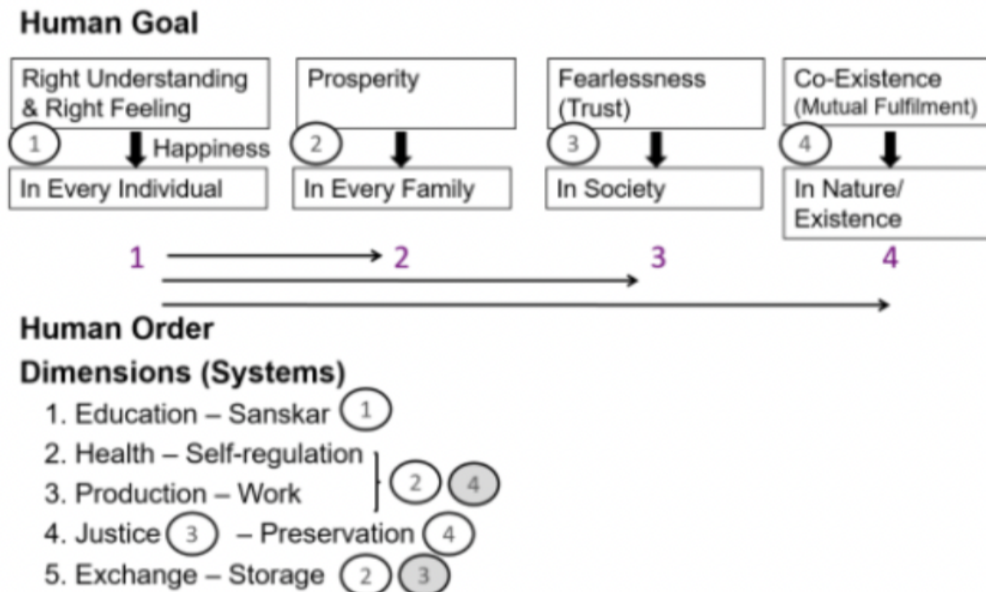 Human Goal
Right Understanding & Right Feeling
Prosperity
Fearlessness (Trust)
Co-Existence (Mutual Fulfilment)
1 Happiness 2 3 4
In Every Individual
In Every Family
In Society
In Nature/ Existence
1 2 3 4
Human Order
Dimensions (Systems)
1. Education – Sanskar 1
2. Health – Self-regulation
3. Production – Work 2 4
4. Justice 3 – Preservation 4
5. Exchange – Storage 2 3